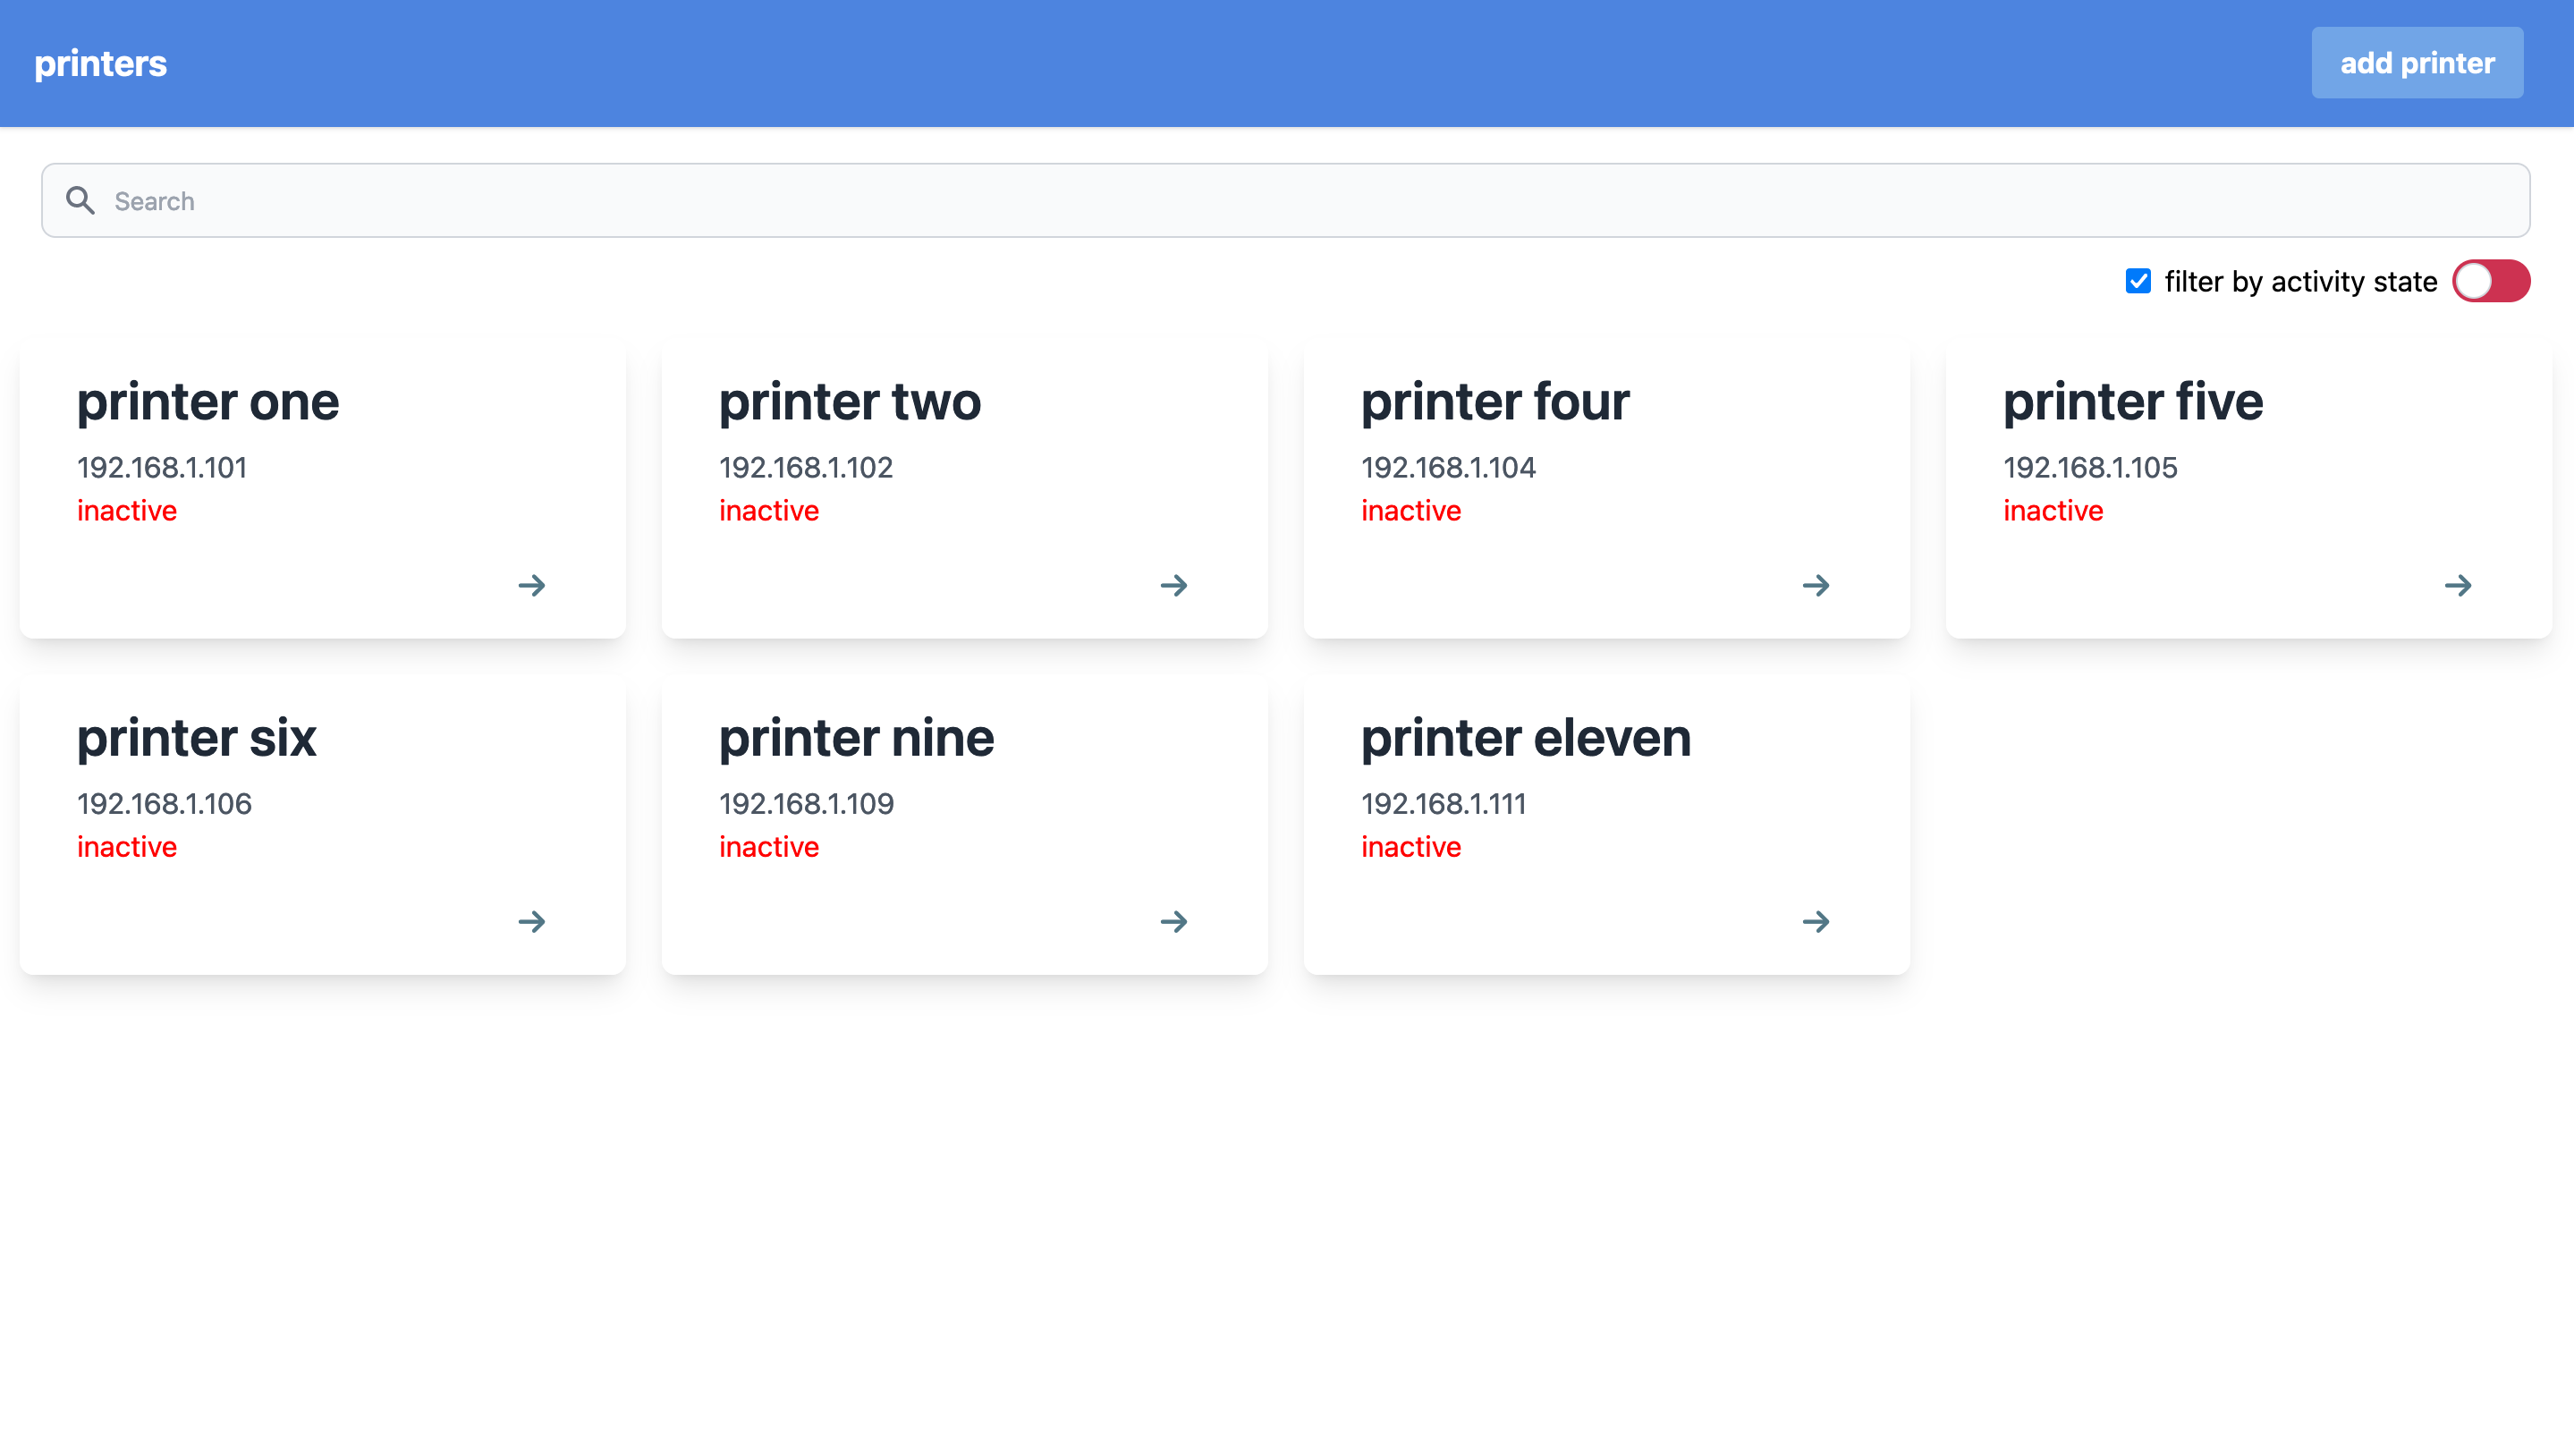 printers
add printer
Search
filter by activity state
printer one
192.168.1.101
inactive
printer two
192.168.1.102
inactive
printer four
192.168.1.104
inactive
printer five
192.168.1.105
inactive
printer six
192.168.1.106
inactive
printer nine
192.168.1.109
inactive
printer eleven
192.168.1.111
inactive